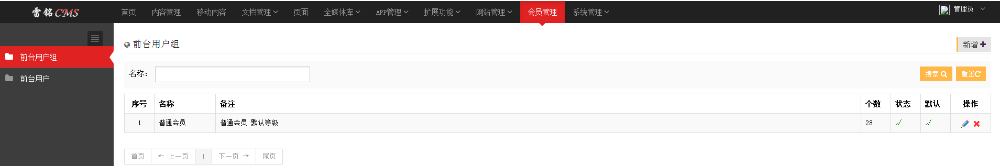 雷铭CMS 首页 内容管理 移动内容 文档管理 页面 全媒体库 APP管理 扩展功能 网站管理 会员管理 系统管理 管理员
前台用户组
前台用户
前台用户组 新增
名称： 搜索 重置
序号 名称 备注 个数 状态 默认 操作
1 普通会员 普通会员 默认等级 28 √ √
首页 ← 上一页 1 下一页 → 尾页